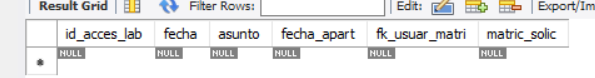 Result Grid Filter Rows: Edit: Export/Im
id_acces_lab fecha asunto fecha_apart fk_usuar_matri matric_solic
NULL NULL NULL NULL NULL NULL